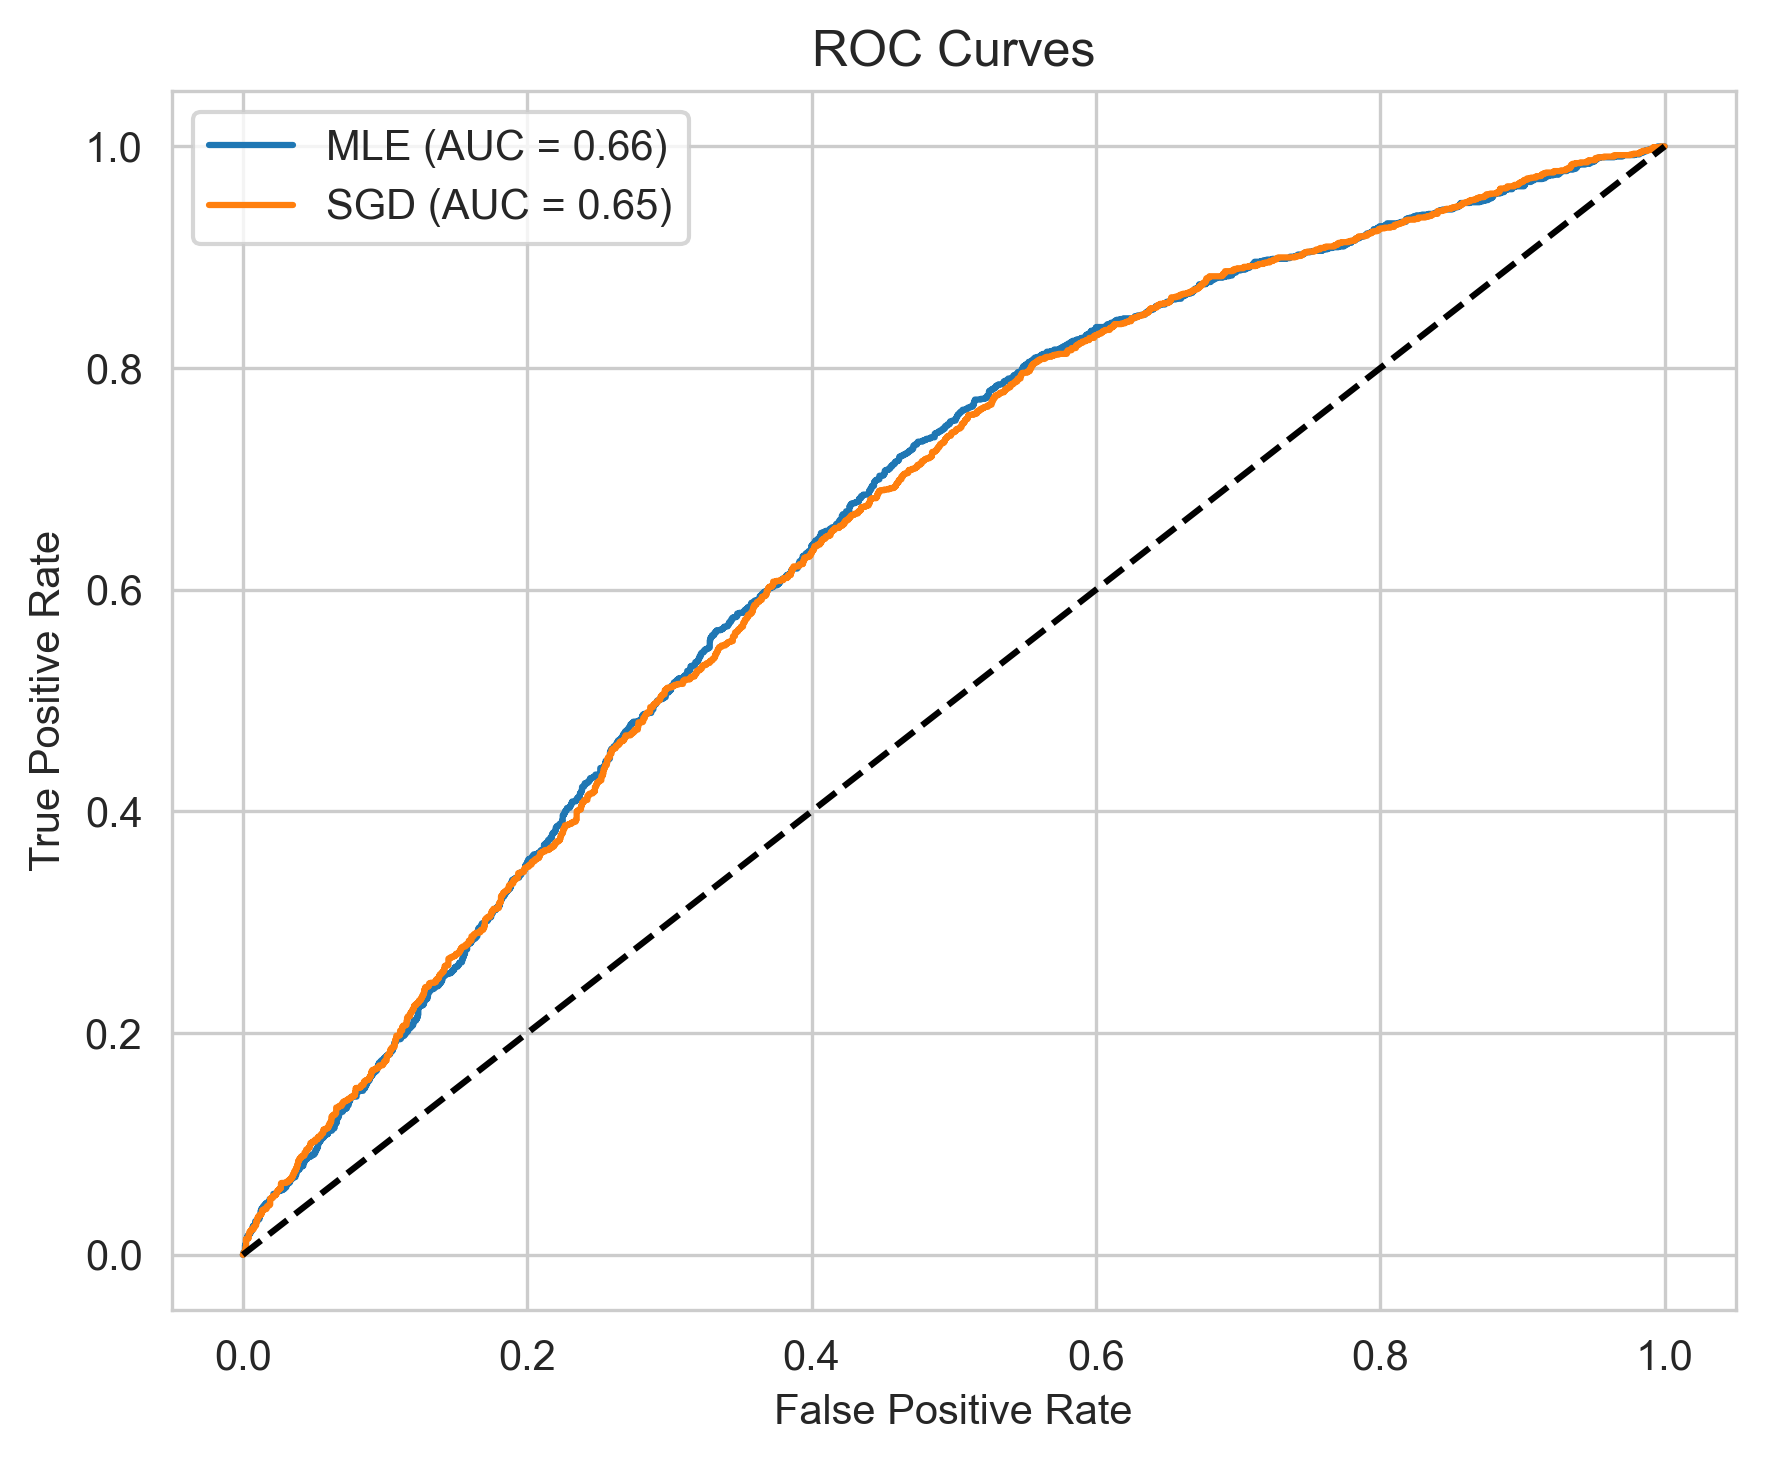 ROC Curves
MLE (AUC = 0.66)
SGD (AUC = 0.65)
True Positive Rate
1.0
0.8
0.6
0.4
0.2
0.0
0.0 0.2 0.4 0.6 0.8 1.0
False Positive Rate